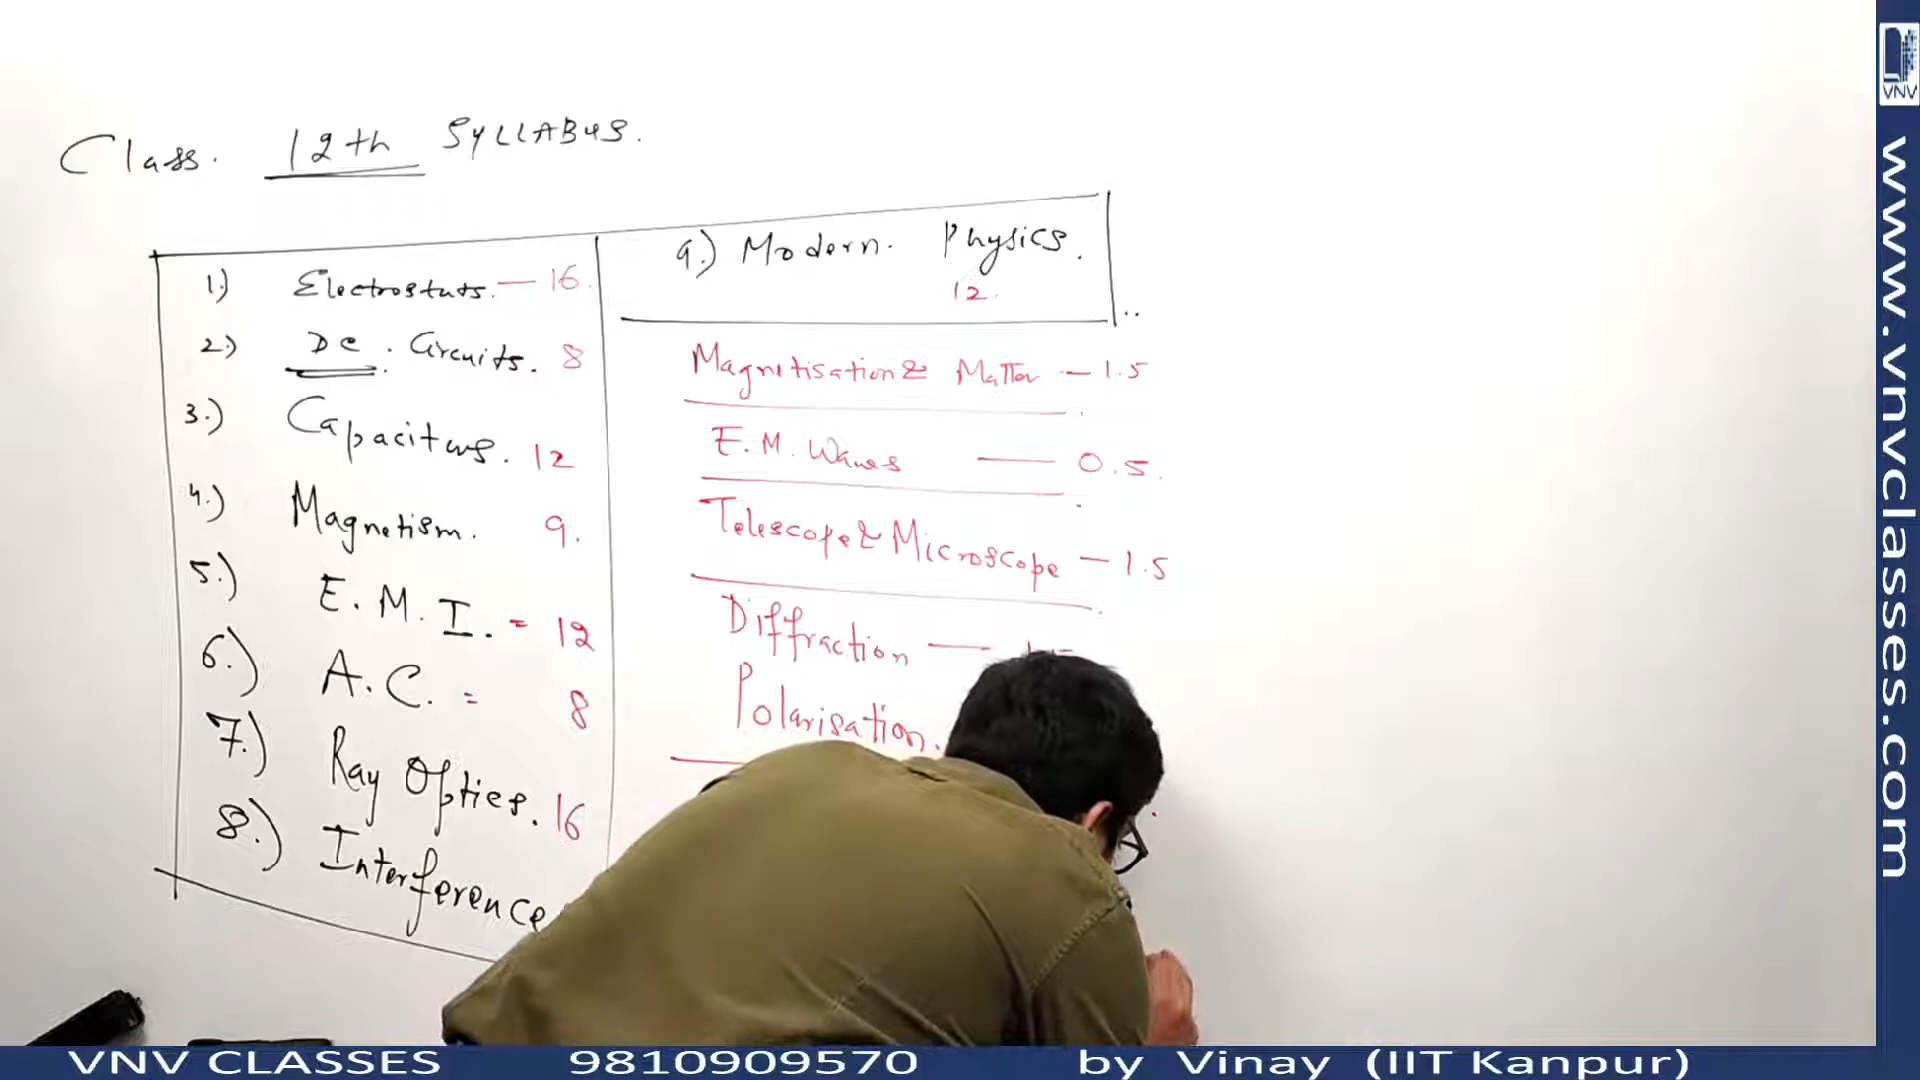 Class. 12th SYLLABUS.
1.) Electrostats. — 16.
2.) DC. Circuits. 8
3.) Capacitors. 12
4.) Magnetism. 9.
5.) E.M.I. = 12
6.) A.C. = 8
7.) Ray Optics. 16
8.) Interference
9.) Modern. Physics.
12.
Magnetisation & Matter — 1.5
E.M. Waves — 0.5.
Telescope & Microscope — 1.5
Diffraction —
Polarisation.
VNV
www.vnvclasses.com
VNV CLASSES 9810909570 by Vinay (IIT Kanpur)